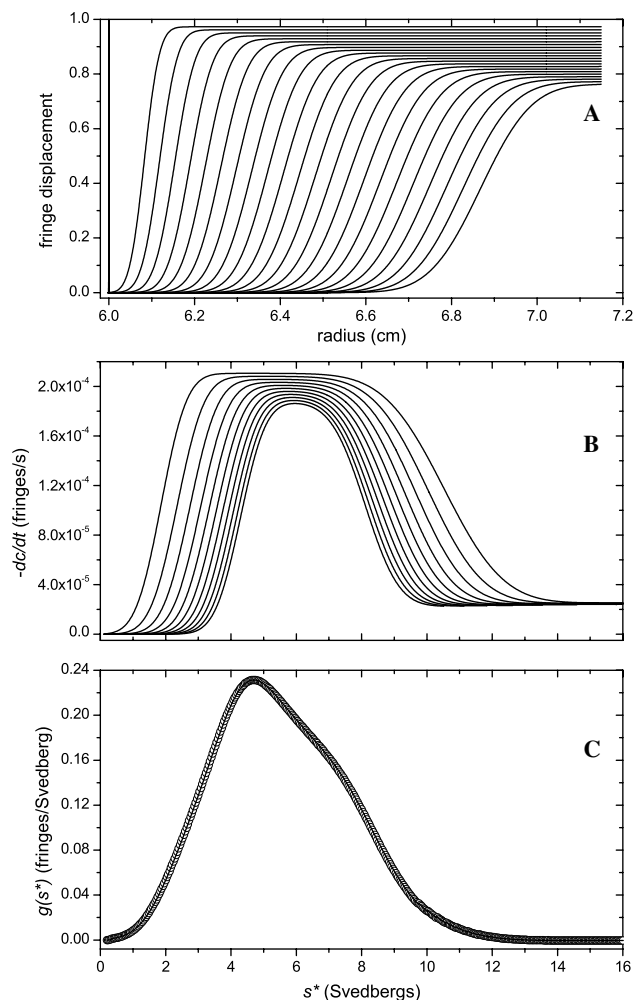 1.0
0.8
0.6
0.4
0.2
0.0
fringe displacement
A
6.0 6.2 6.4 6.6 6.8 7.0 7.2
radius (cm)
2.0x10⁻⁴
1.6x10⁻⁴
1.2x10⁻⁴
8.0x10⁻⁵
4.0x10⁻⁵
0.0
-dc/dt (fringes/s)
B
0.24
0.20
0.16
0.12
0.08
0.04
0.00
g(s*) (fringes/Svedberg)
C
0 2 4 6 8 10 12 14 16
s* (Svedbergs)